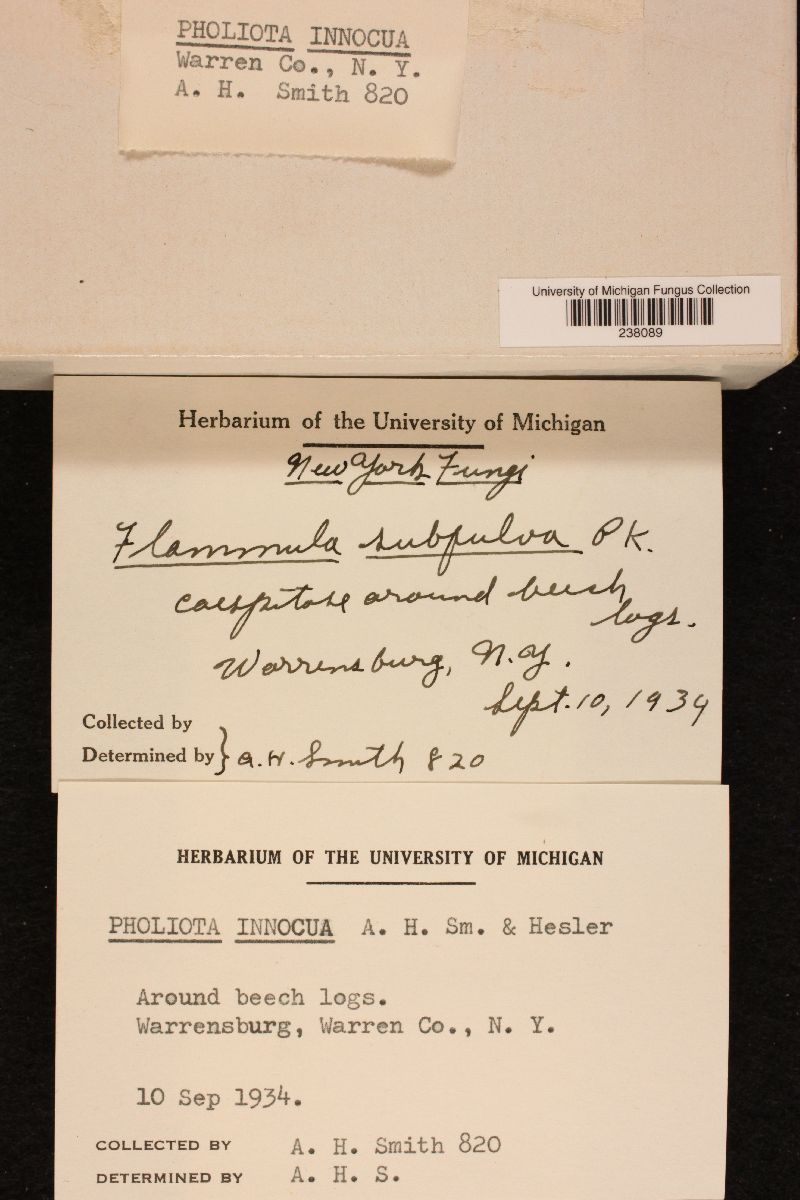 PHOLIOTA INNOCUA
Warren Co., N. Y.
A. H. Smith 820
University of Michigan Fungus Collection
238089
Herbarium of the University of Michigan
New York Fungi
Flammula subfulva PK.
caespitose around beech
logs.
Warrensburg, N.Y.
Sept. 10, 1934
Collected by
Determined by } A. H. Smith 820
HERBARIUM OF THE UNIVERSITY OF MICHIGAN
PHOLIOTA INNOCUA A. H. Sm. & Hesler
Around beech logs.
Warrensburg, Warren Co., N. Y.
10 Sep 1934.
COLLECTED BY A. H. Smith 820
DETERMINED BY A. H. S.